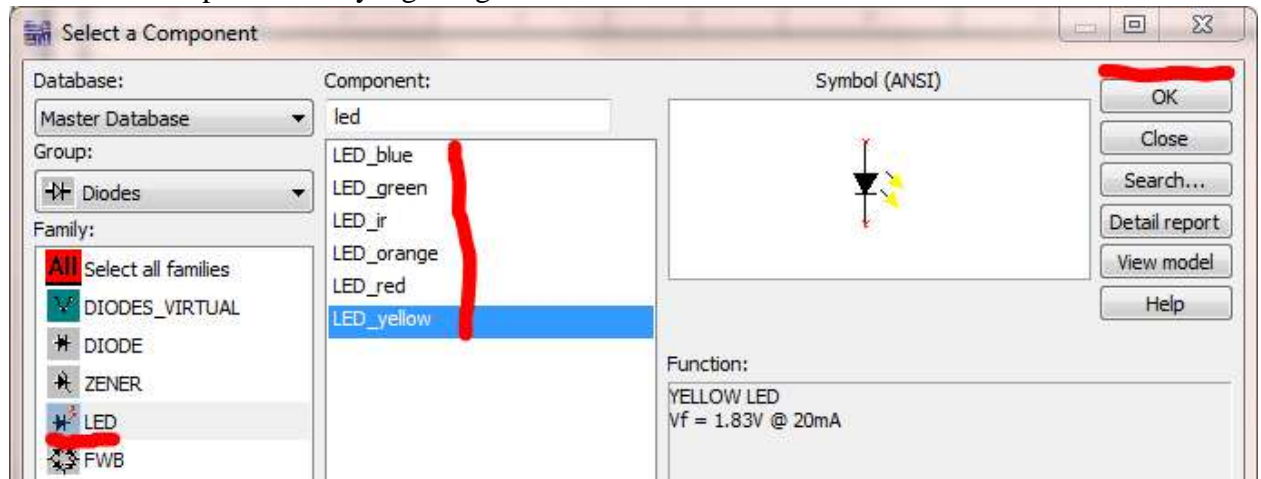 Select a Component
Database:
Master Database
Group:
Diodes
Family:
All Select all families
DIODES_VIRTUAL
DIODE
ZENER
LED
FWB
Component:
led
LED_blue
LED_green
LED_ir
LED_orange
LED_red
LED_yellow
Symbol (ANSI)
Function:
YELLOW LED
Vf = 1.83V @ 20mA
OK
Close
Search...
Detail report
View model
Help